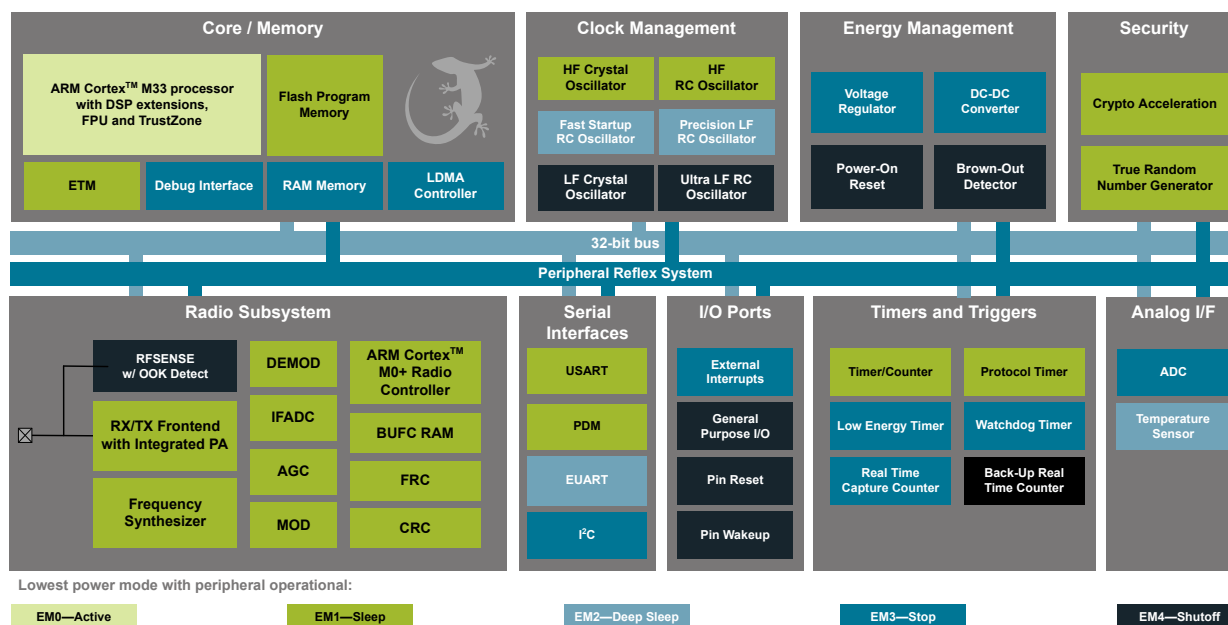 Core / Memory
ARM Cortex™ M33 processor
with DSP extensions,
FPU and TrustZone
Flash Program
Memory
ETM
Debug Interface
RAM Memory
LDMA
Controller
Clock Management
HF Crystal
Oscillator
HF
RC Oscillator
Fast Startup
RC Oscillator
Precision LF
RC Oscillator
LF Crystal
Oscillator
Ultra LF RC
Oscillator
Energy Management
Voltage
Regulator
DC-DC
Converter
Power-On
Reset
Brown-Out
Detector
Security
Crypto Acceleration
True Random
Number Generator
32-bit bus
Peripheral Reflex System
Radio Subsystem
RFSENSE
w/ OOK Detect
RX/TX Frontend
with Integrated PA
Frequency
Synthesizer
DEMOD
IFADC
AGC
MOD
ARM Cortex™
M0+ Radio
Controller
BUFC RAM
FRC
CRC
Serial
Interfaces
USART
PDM
EUART
I²C
I/O Ports
External
Interrupts
General
Purpose I/O
Pin Reset
Pin Wakeup
Timers and Triggers
Timer/Counter
Protocol Timer
Low Energy Timer
Watchdog Timer
Real Time
Capture Counter
Back-Up Real
Time Counter
Analog I/F
ADC
Temperature
Sensor
Lowest power mode with peripheral operational:
EM0—Active
EM1—Sleep
EM2—Deep Sleep
EM3—Stop
EM4—Shutoff